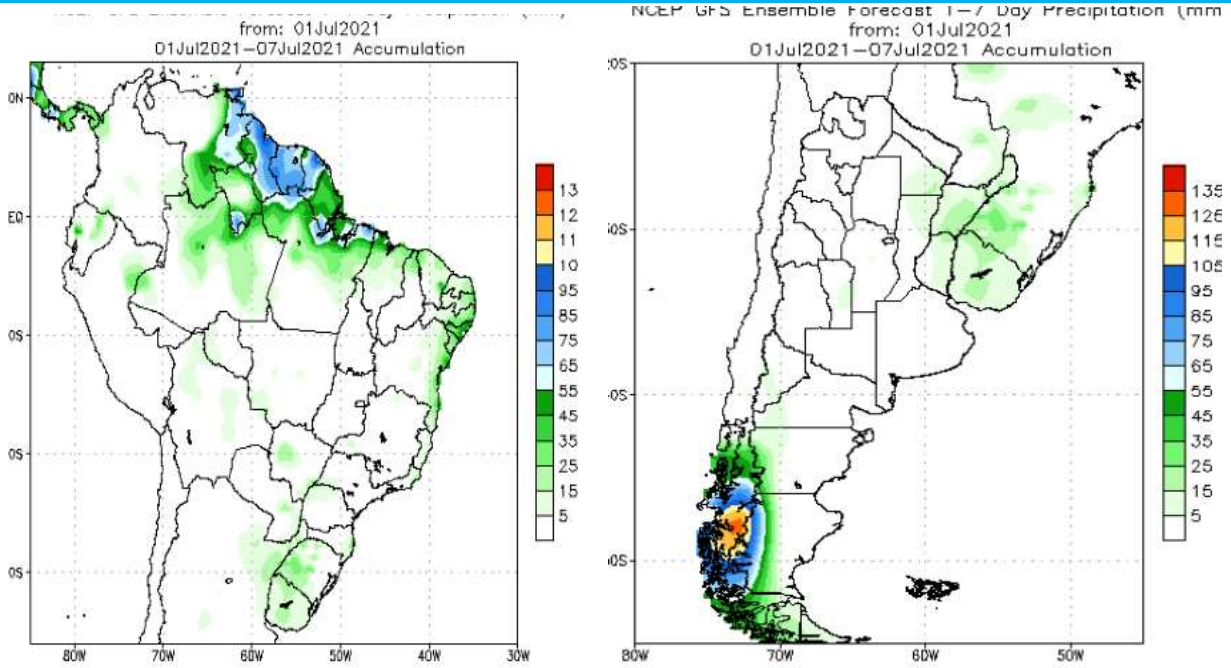 NCEP GFS Ensemble Forecast 1-7 Day Precipitation (mm
from: 01Jul2021
01Jul2021-07Jul2021 Accumulation
0N
EQ
0S
0S
0S
80W 70W 60W 50W 40W 30W
13
12
11
10
95
85
75
65
55
45
35
25
15
5
from: 01Jul2021
01Jul2021-07Jul2021 Accumulation
0S
0S
0S
0S
80W 70W 60W 50W
135
125
115
105
95
85
75
65
55
45
35
25
15
5